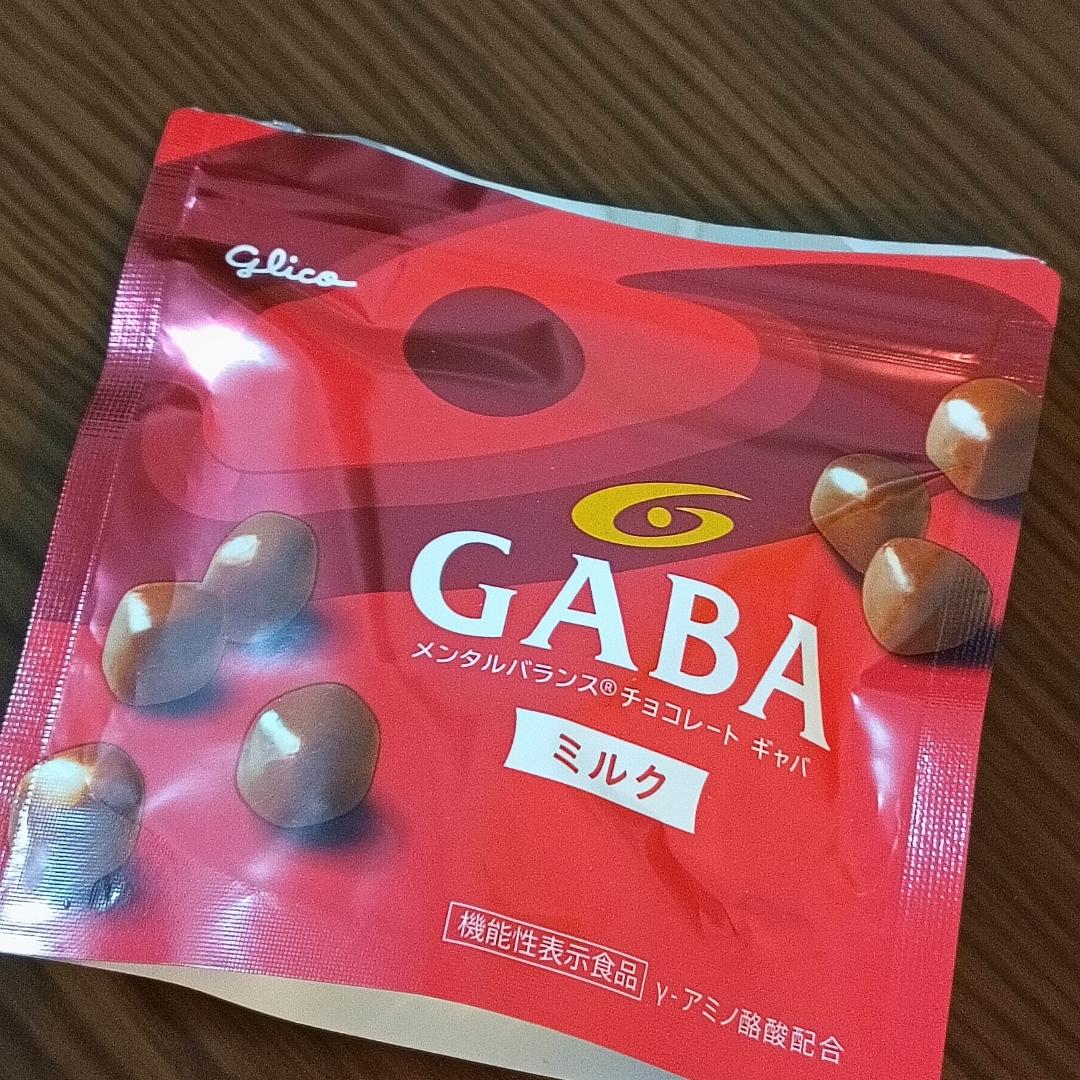 Glico
GABA
メンタルバランス®チョコレート ギャバ
ミルク
機能性表示食品 γ-アミノ酪酸配合